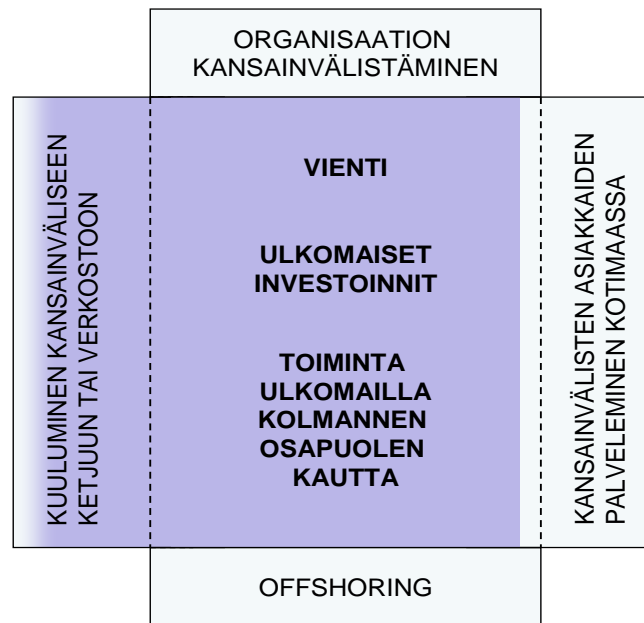 ORGANISAATION
KANSAINVÄLISTÄMINEN
KUULUMINEN KANSAINVÄLISEEN
KETJUUN TAI VERKOSTOON
VIENTI
ULKOMAISET
INVESTOINNIT
TOIMINTA
ULKOMAILLA
KOLMANNEN
OSAPUOLEN
KAUTTA
KANSAINVÄLISTEN ASIAKKAIDEN
PALVELEMINEN KOTIMAASSA
OFFSHORING